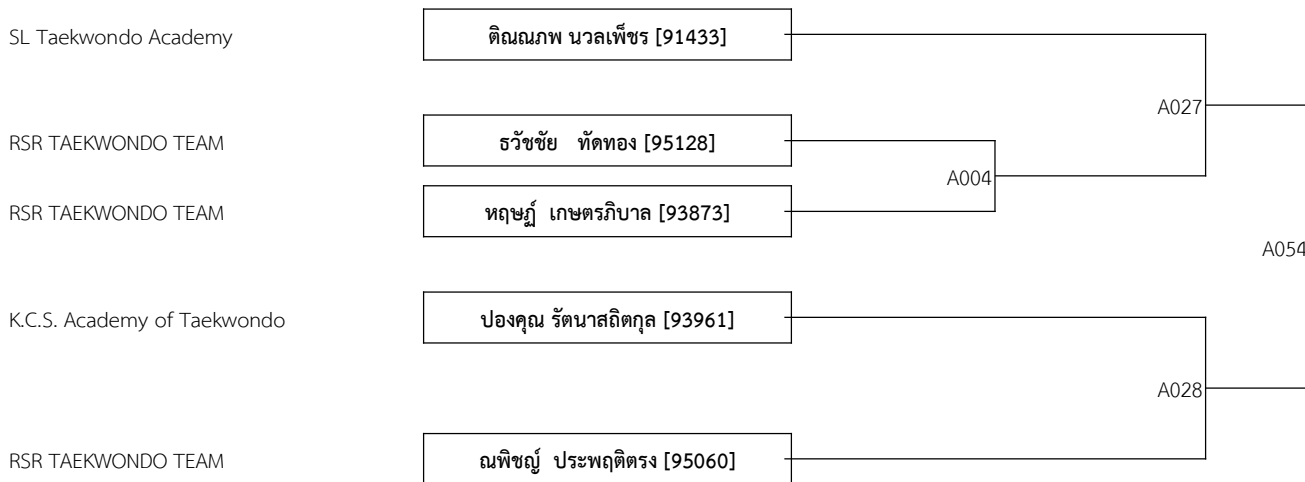 SL Taekwondo Academy
ติณณภพ นวลเพ็ชร [91433]
A027
RSR TAEKWONDO TEAM
ธวัชชัย ทัดทอง [95128]
A004
RSR TAEKWONDO TEAM
หฤษฎ์ เกษตรภิบาล [93873]
A054
K.C.S. Academy of Taekwondo
ปองคุณ รัตนาสถิตกุล [93961]
A028
RSR TAEKWONDO TEAM
ณพิชญ์ ประพฤติตรง [95060]